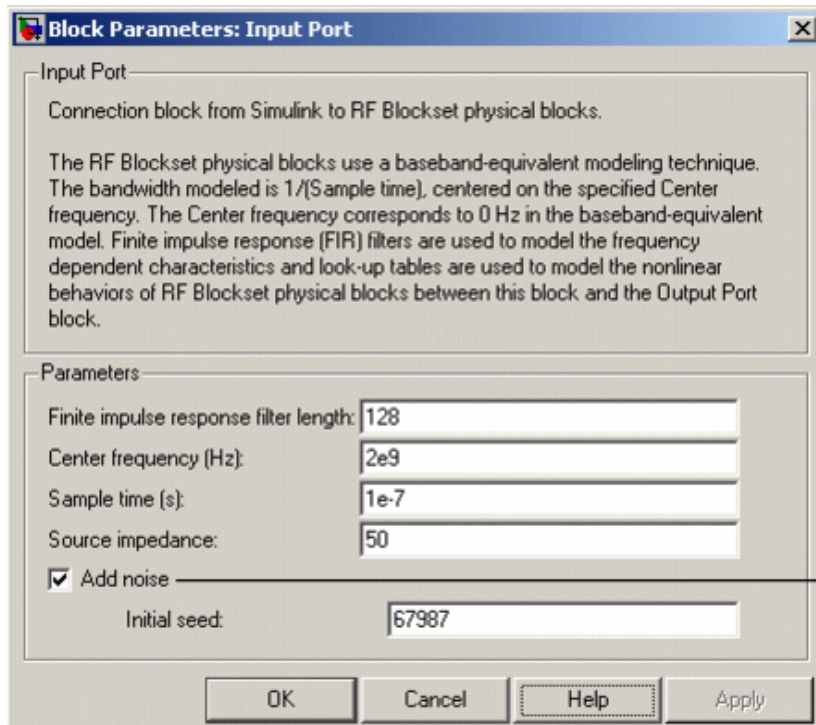 Block Parameters: Input Port
Input Port
Connection block from Simulink to RF Blockset physical blocks.
The RF Blockset physical blocks use a baseband-equivalent modeling technique.
The bandwidth modeled is 1/(Sample time), centered on the specified Center
frequency. The Center frequency corresponds to 0 Hz in the baseband-equivalent
model. Finite impulse response (FIR) filters are used to model the frequency
dependent characteristics and look-up tables are used to model the nonlinear
behaviors of RF Blockset physical blocks between this block and the Output Port
block.
Parameters
Finite impulse response filter length: 128
Center frequency (Hz): 2e9
Sample time (s): 1e-7
Source impedance: 50
Add noise
Initial seed: 67987
OK Cancel Help Apply